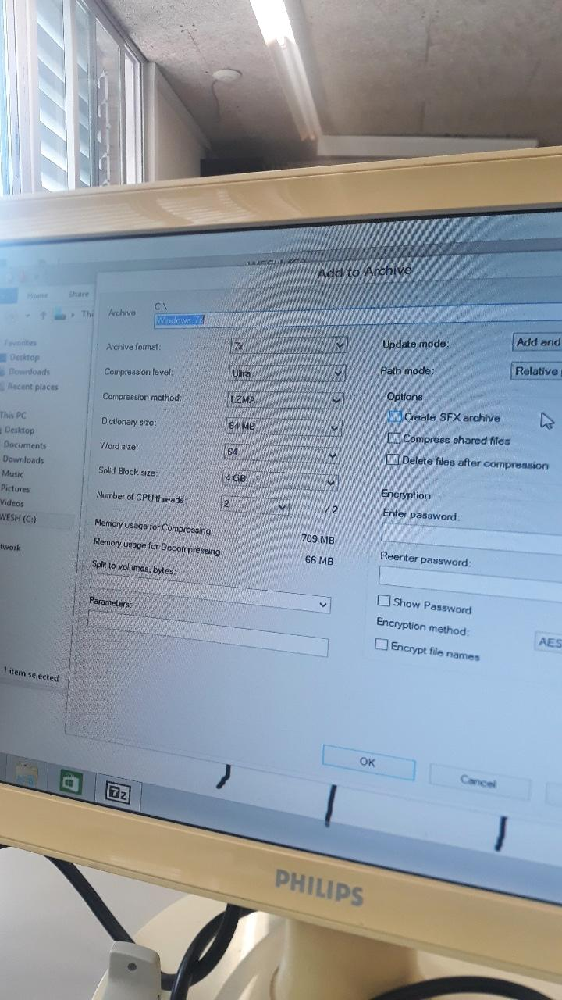 Add to Archive
Home Share
Archive: C:\
Windows.7z
Archive format: 7z
Compression level: Ultra
Compression method: LZMA
Dictionary size: 64 MB
Word size: 64
Solid Block size: 4 GB
Number of CPU threads: 2 / 2
Memory usage for Compressing: 709 MB
Memory usage for Decompressing: 66 MB
Split to volumes, bytes:
Parameters:
Update mode: Add and
Path mode: Relative
Options
Create SFX archive
Compress shared files
Delete files after compression
Encryption
Enter password:
Reenter password:
Show Password
Encryption method: AES
Encrypt file names
OK Cancel
Favorites
Desktop
Downloads
Recent places
This PC
Desktop
Documents
Downloads
Music
Pictures
Videos
WESH (C:)
twork
1 item selected
7z
PHILIPS